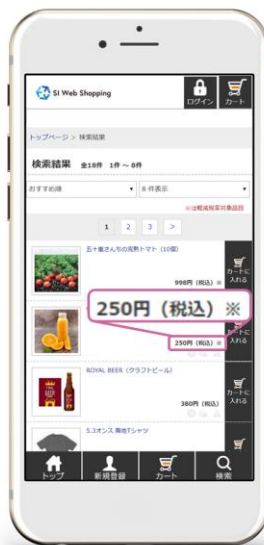 SI Web Shopping
ログイン
カート
トップページ > 検索結果
検索結果 全18件 1件 ～ 8件
おすすめ順
8件表示
※は軽減税率対象品目
1 2 3 >
五十嵐さんちの完熟トマト（10個）
998円（税込）※
カートに
入れる
250円（税込）※
250円（税込）※
カートに
入れる
ROYAL BEER（クラフトビール）
380円（税込）
カートに
入れる
5.3オンス 無地Tシャツ
トップ
新規登録
カート
検索